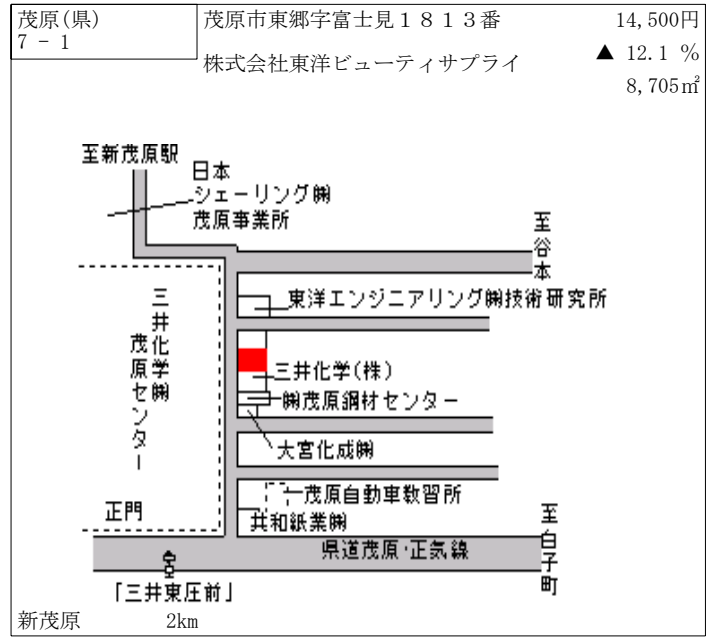 茂原(県)
7 - 1
茂原市東郷字富士見１８１３番
株式会社東洋ビューティサプライ
14,500円
▲ 12.1 %
8,705㎡
至新茂原駅
日本
シェーリング㈱
茂原事業所
至谷本
東洋エンジニアリング㈱技術研究所
三井化学㈱
茂原センター
三井化学(株)
㈱茂原鋼材センター
大宮化成㈱
茂原自動車教習所
共和紙業㈱
正門
県道茂原･正気線
至白子町
「三井東圧前」
新茂原
2km